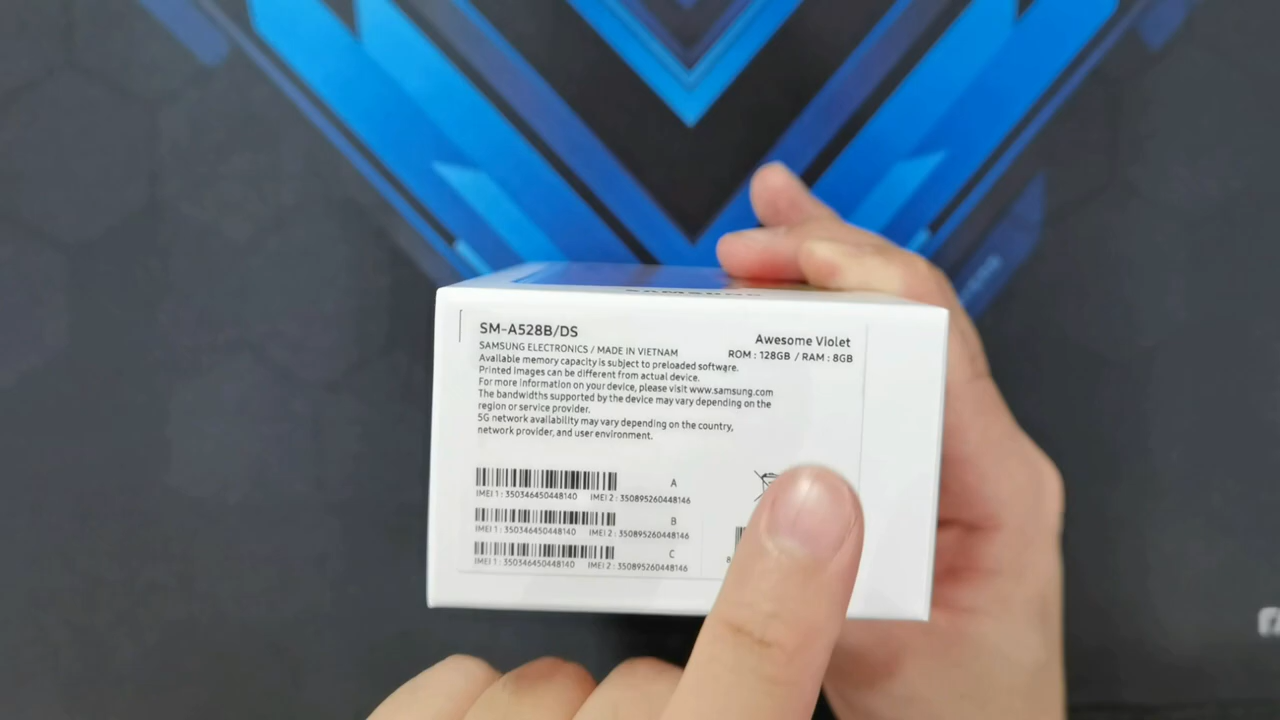 SAMSUNG
SM-A528B/DS
Awesome Violet
SAMSUNG ELECTRONICS / MADE IN VIETNAM
ROM : 128GB / RAM : 8GB
Available memory capacity is subject to preloaded software.
Printed images can be different from actual device.
For more information on your device, please visit www.samsung.com
The bandwidths supported by the device may vary depending on the
region or service provider.
5G network availability may vary depending on the country,
network provider, and user environment.
A
IMEI 1 : 350346450448140 IMEI 2 : 350895260448146
B
IMEI 1 : 350346450448140 IMEI 2 : 350895260448146
C
IMEI 1 : 350346450448140 IMEI 2 : 350895260448146
8